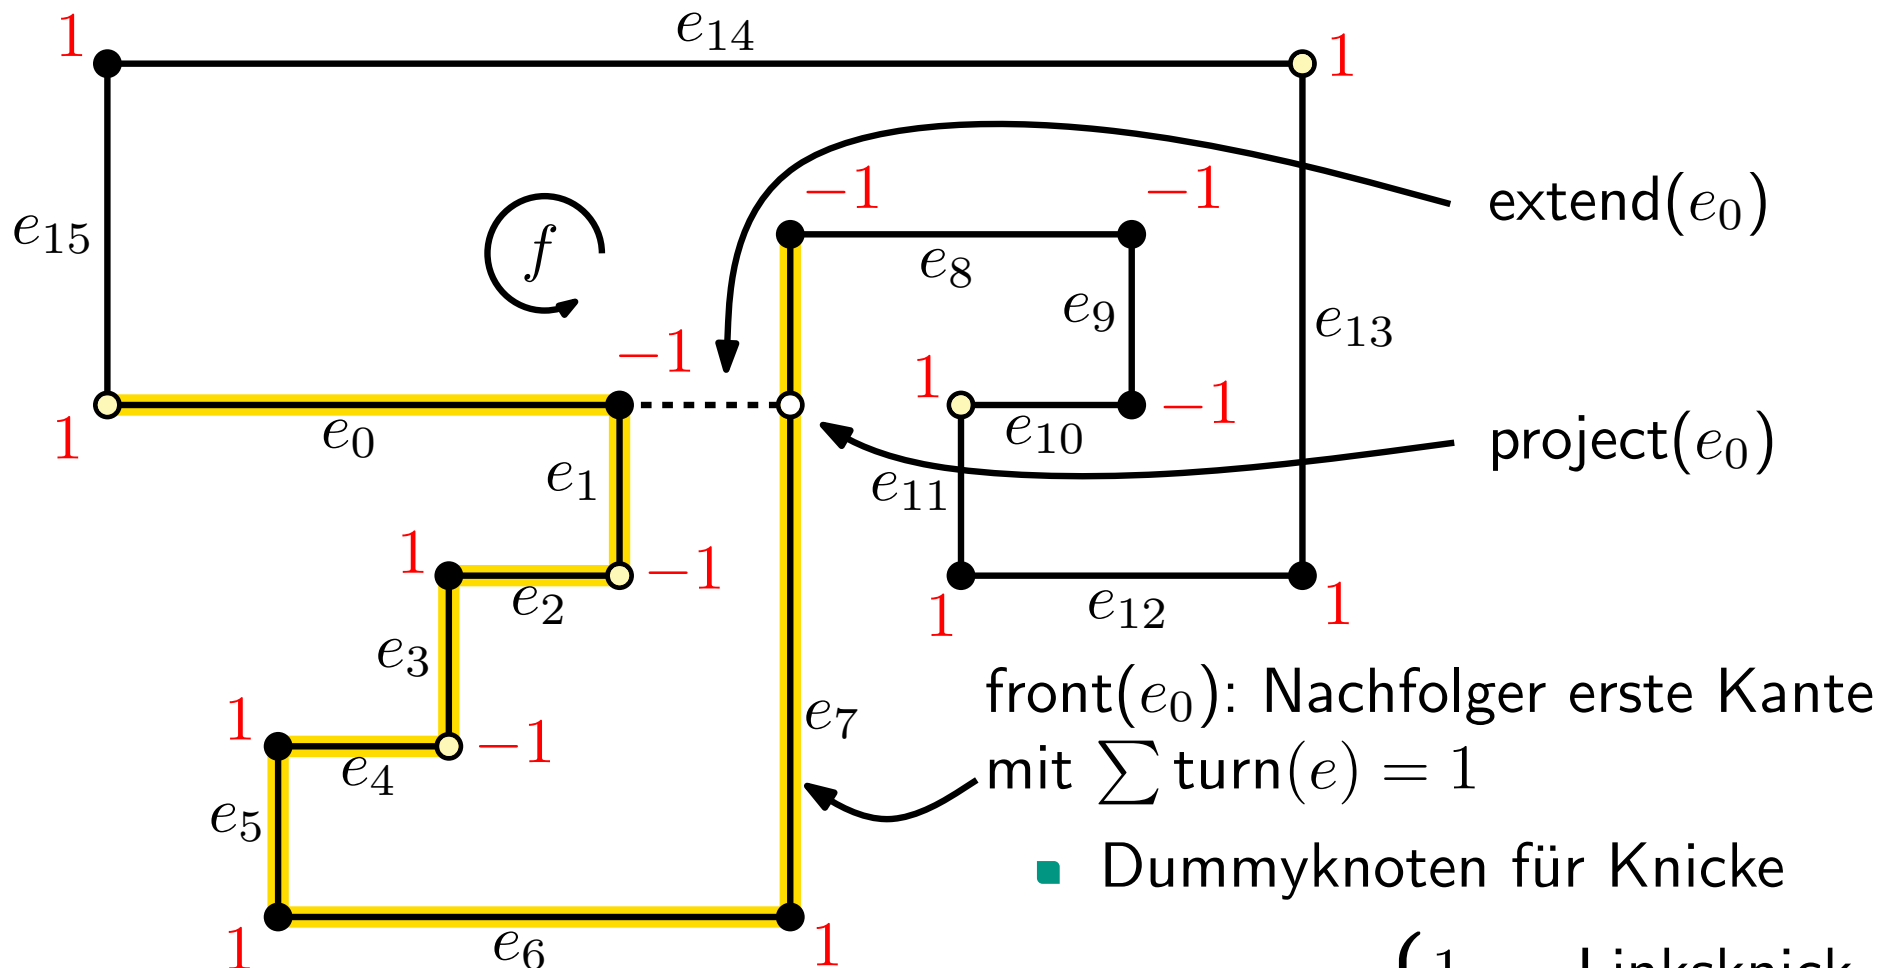 1
e14
1
−1
−1
extend(e0)
e15
f
e8
e9
e13
−1
1
1
e0
e10
−1
project(e0)
e1
e11
1
−1
e2
e12
1
1
e3
front(e0): Nachfolger erste Kante
1
−1
e7
e4
mit ∑ turn(e) = 1
e5
Dummyknoten für Knicke
1
e6
1
{ 1 Linksknick